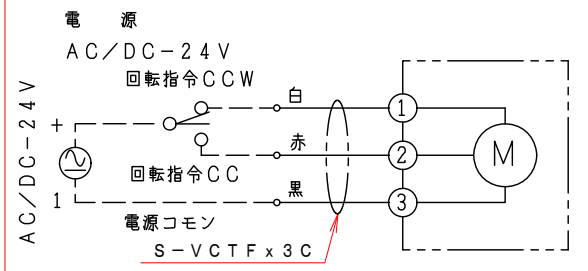 電 源
AC/DC-24V
回転指令CCW
白
1
AC/DC-24V
+
赤
2
M
回転指令CC
黒
3
1
電源コモン
S-VCTFx3C